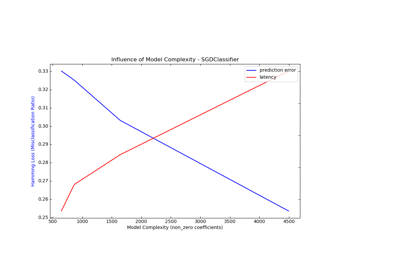 Influence of Model Complexity - SGDClassifier
prediction error
latency
0.33
0.32
0.31
0.30
0.29
0.28
0.27
0.26
0.25
Hamming Loss (Misclassification Ratio)
500 1000 1500 2000 2500 3000 3500 4000 4500
Model Complexity (non_zero coefficients)